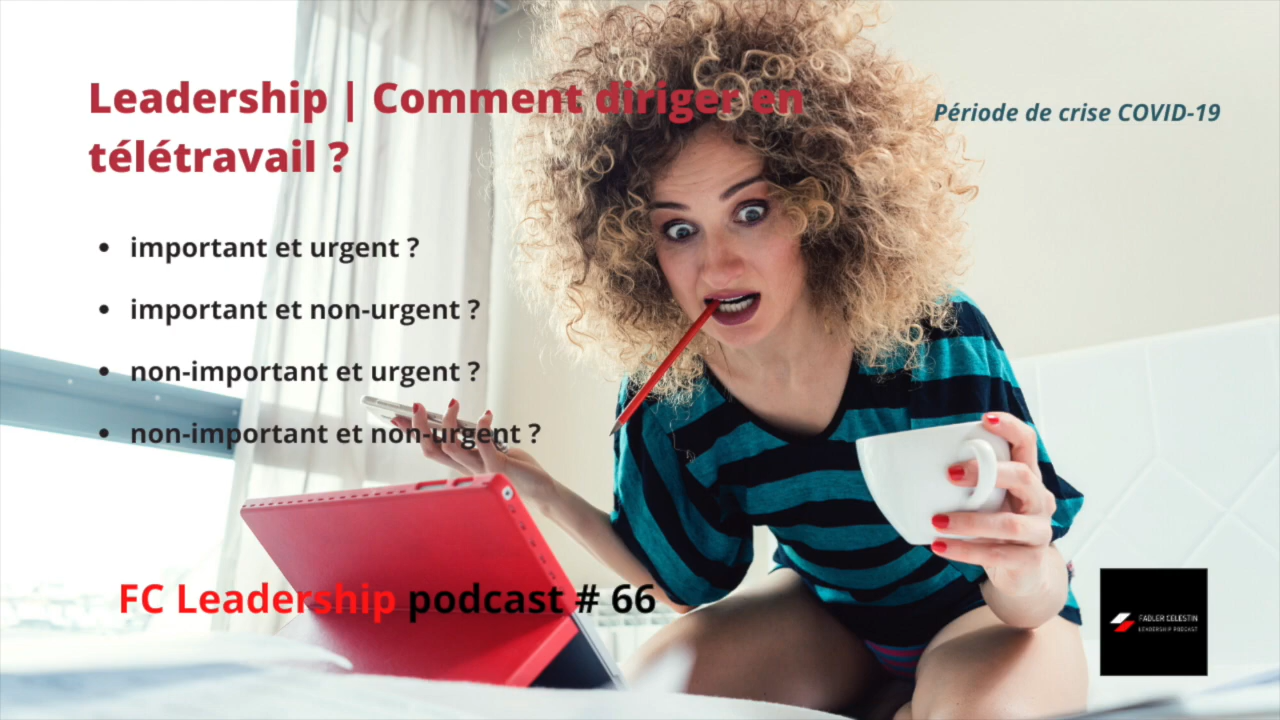 Leadership | Comment diriger en
télétravail ?
Période de crise COVID-19
• important et urgent ?
• important et non-urgent ?
• non-important et urgent ?
• non-important et non-urgent ?
FC Leadership podcast # 66
FADLER CELESTIN
LEADERSHIP PODCAST